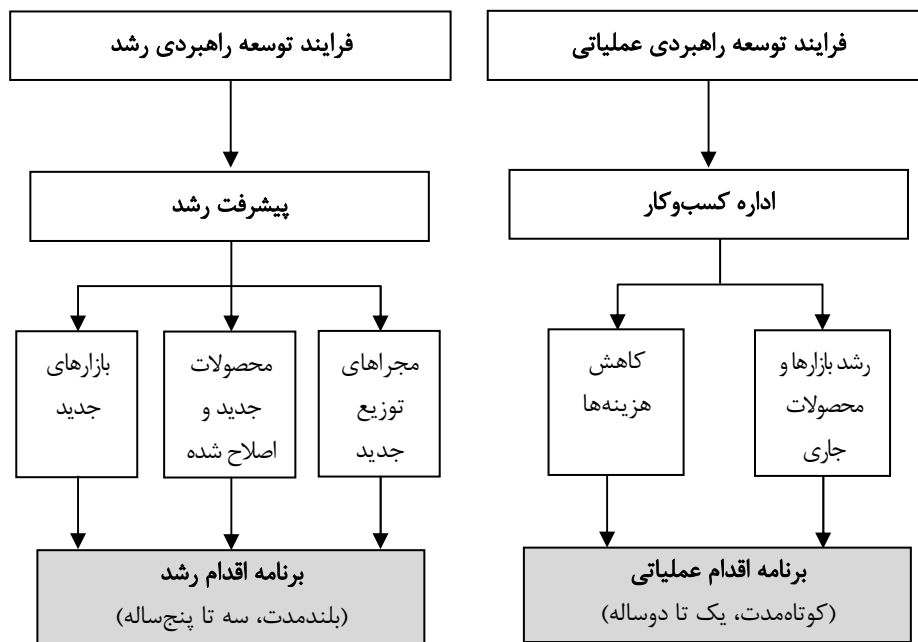 فرایند توسعه راهبردی عملیاتی
اداره کسب‌وکار
رشد بازارها و
محصولات
جاری
کاهش
هزینه‌ها
برنامه اقدام عملیاتی
(کوتاه‌مدت، یک تا دوساله)
فرایند توسعه راهبردی رشد
پیشرفت رشد
مجراهای
توزیع
جدید
محصولات
جدید و
اصلاح شده
بازارهای
جدید
برنامه اقدام رشد
(بلندمدت، سه تا پنج‌ساله)